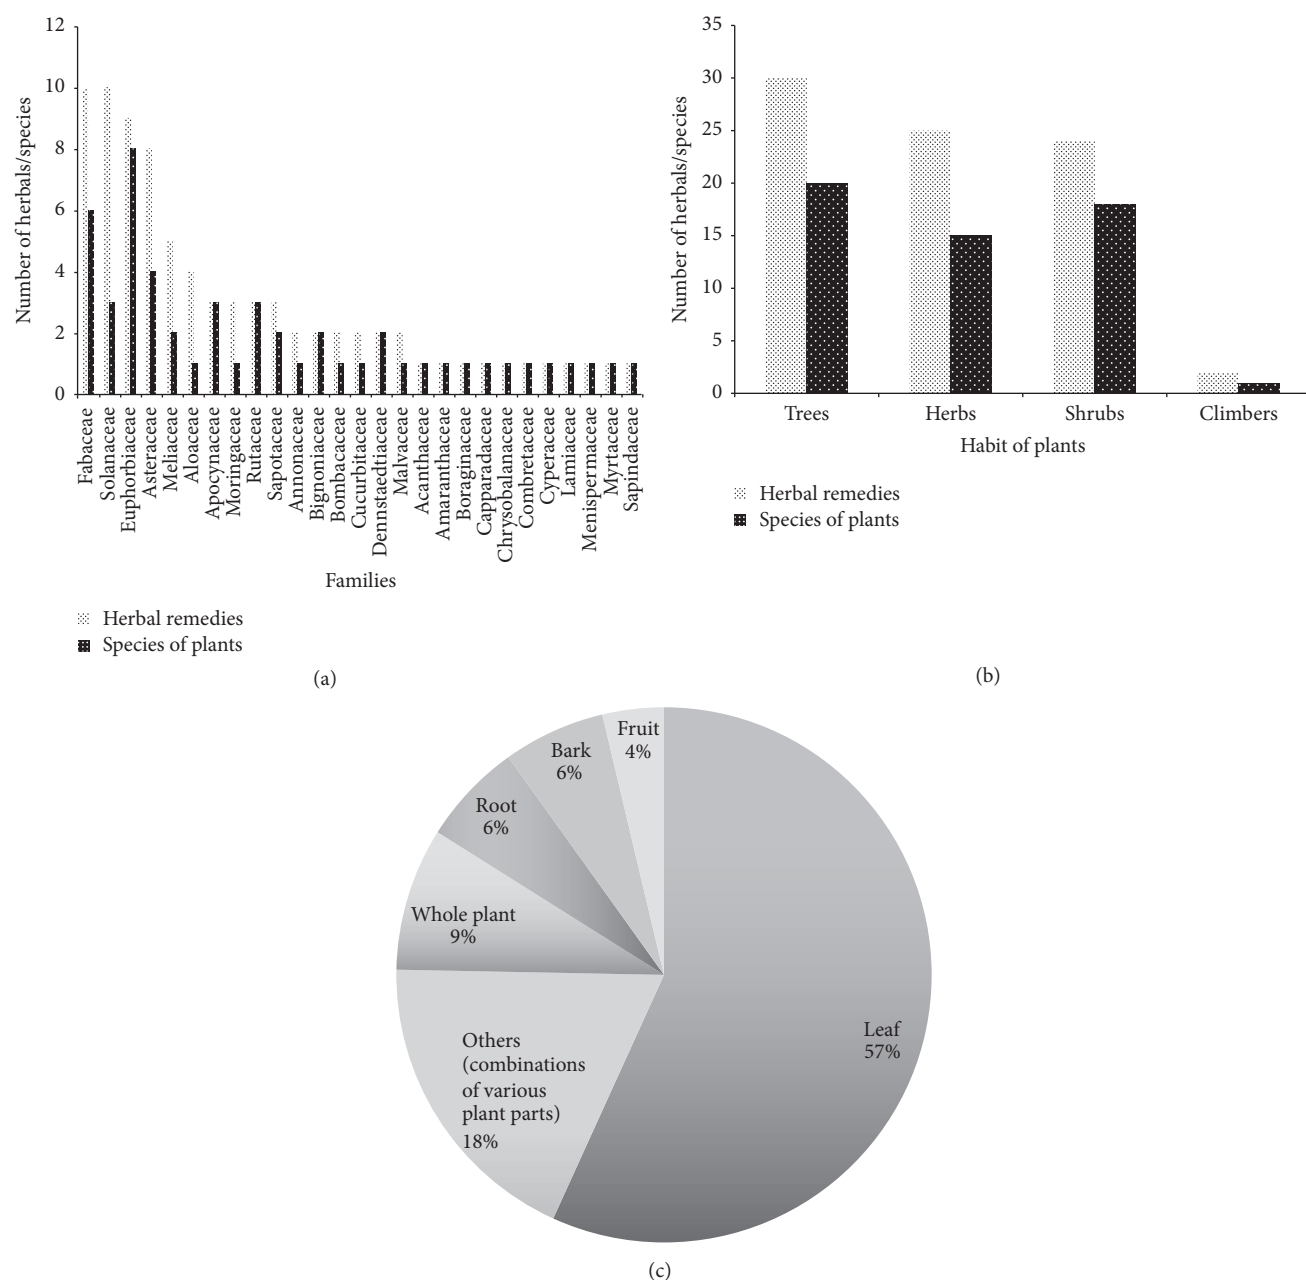 12
10
8
6
4
2
0
Number of herbals/species
Fabaceae
Solanaceae
Euphorbiaceae
Asteraceae
Meliaceae
Aloaceae
Apocynaceae
Moringaceae
Rutaceae
Sapotaceae
Annonaceae
Bignoniaceae
Bombacaceae
Cucurbitaceae
Dennstaedtiaceae
Malvaceae
Acanthaceae
Amaranthaceae
Boraginaceae
Capparadaceae
Chrysobalanaceae
Combretaceae
Cyperaceae
Lamiaceae
Menispermaceae
Myrtaceae
Sapindaceae
Families
Herbal remedies
Species of plants
(a)
35
30
25
20
15
10
5
0
Number of herbals/species
Trees
Herbs
Shrubs
Climbers
Habit of plants
Herbal remedies
Species of plants
(b)
Fruit
4%
Bark
6%
Root
6%
Whole plant
9%
Others
(combinations
of various
plant parts)
18%
Leaf
57%
(c)